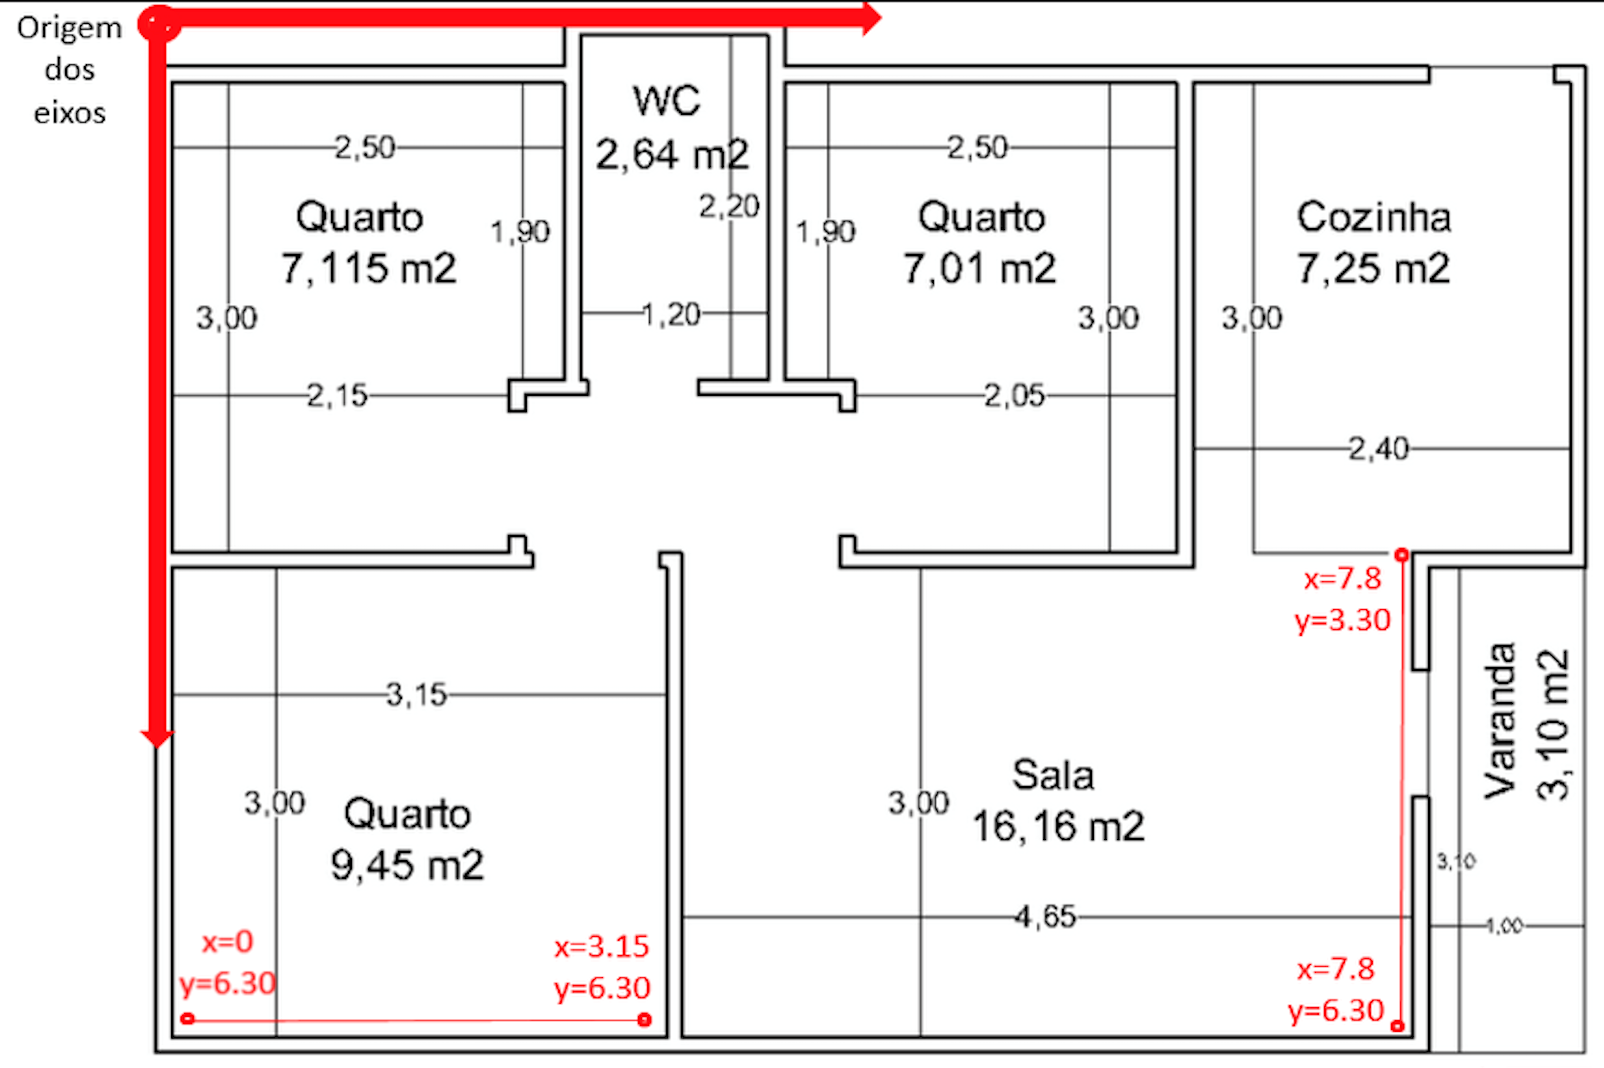 Origem
dos
eixos
WC
2,64 m2
2,50
2,50
2,20
Quarto
7,115 m2
1,90
1,90
Quarto
7,01 m2
Cozinha
7,25 m2
3,00
1,20
3,00
3,00
2,15
2,05
2,40
x=7.8
y=3.30
3,15
Varanda
3,10 m2
3,00
Quarto
9,45 m2
3,00
Sala
16,16 m2
3,10
4,65
1,00
x=0
y=6.30
x=3.15
y=6.30
x=7.8
y=6.30